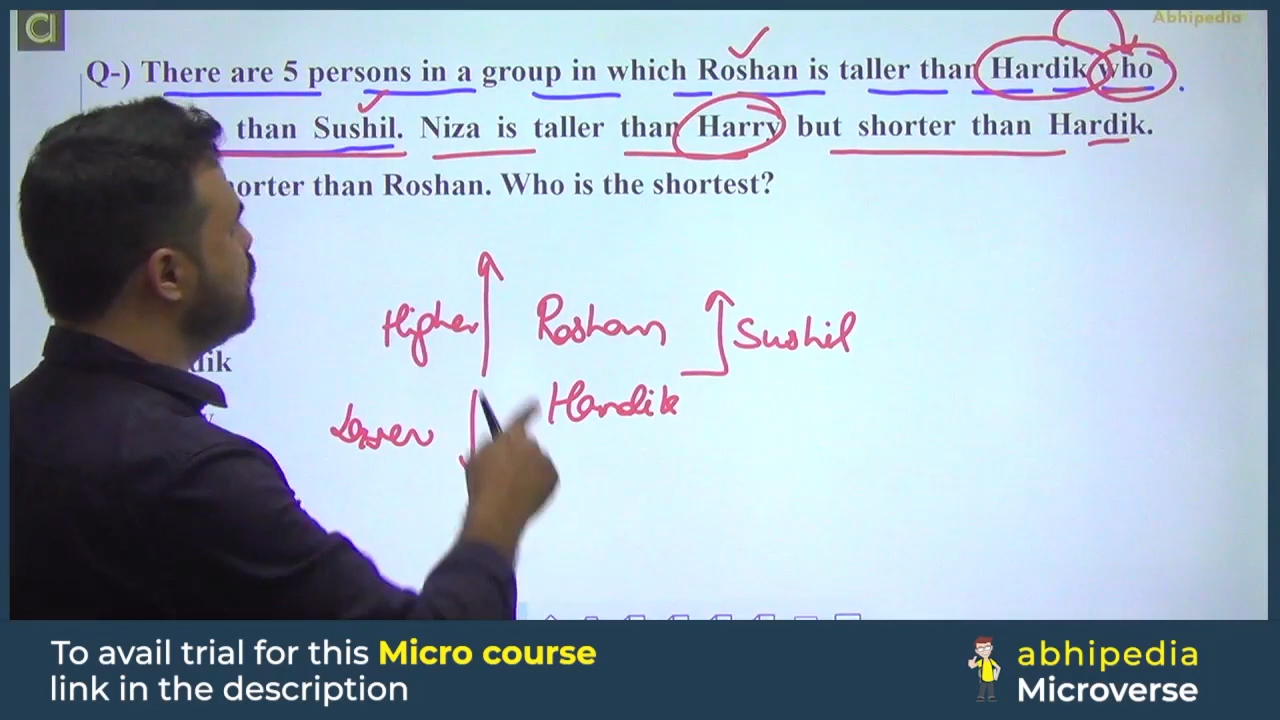 Abhipedia
Q-) There are 5 persons in a group in which Roshan is taller than Hardik who
than Sushil. Niza is taller than Harry but shorter than Hardik.
orter than Roshan. Who is the shortest?
Higher Roshan Sushil
dik
Hardik
Lesser
To avail trial for this Micro course
link in the description
abhipedia
Microverse